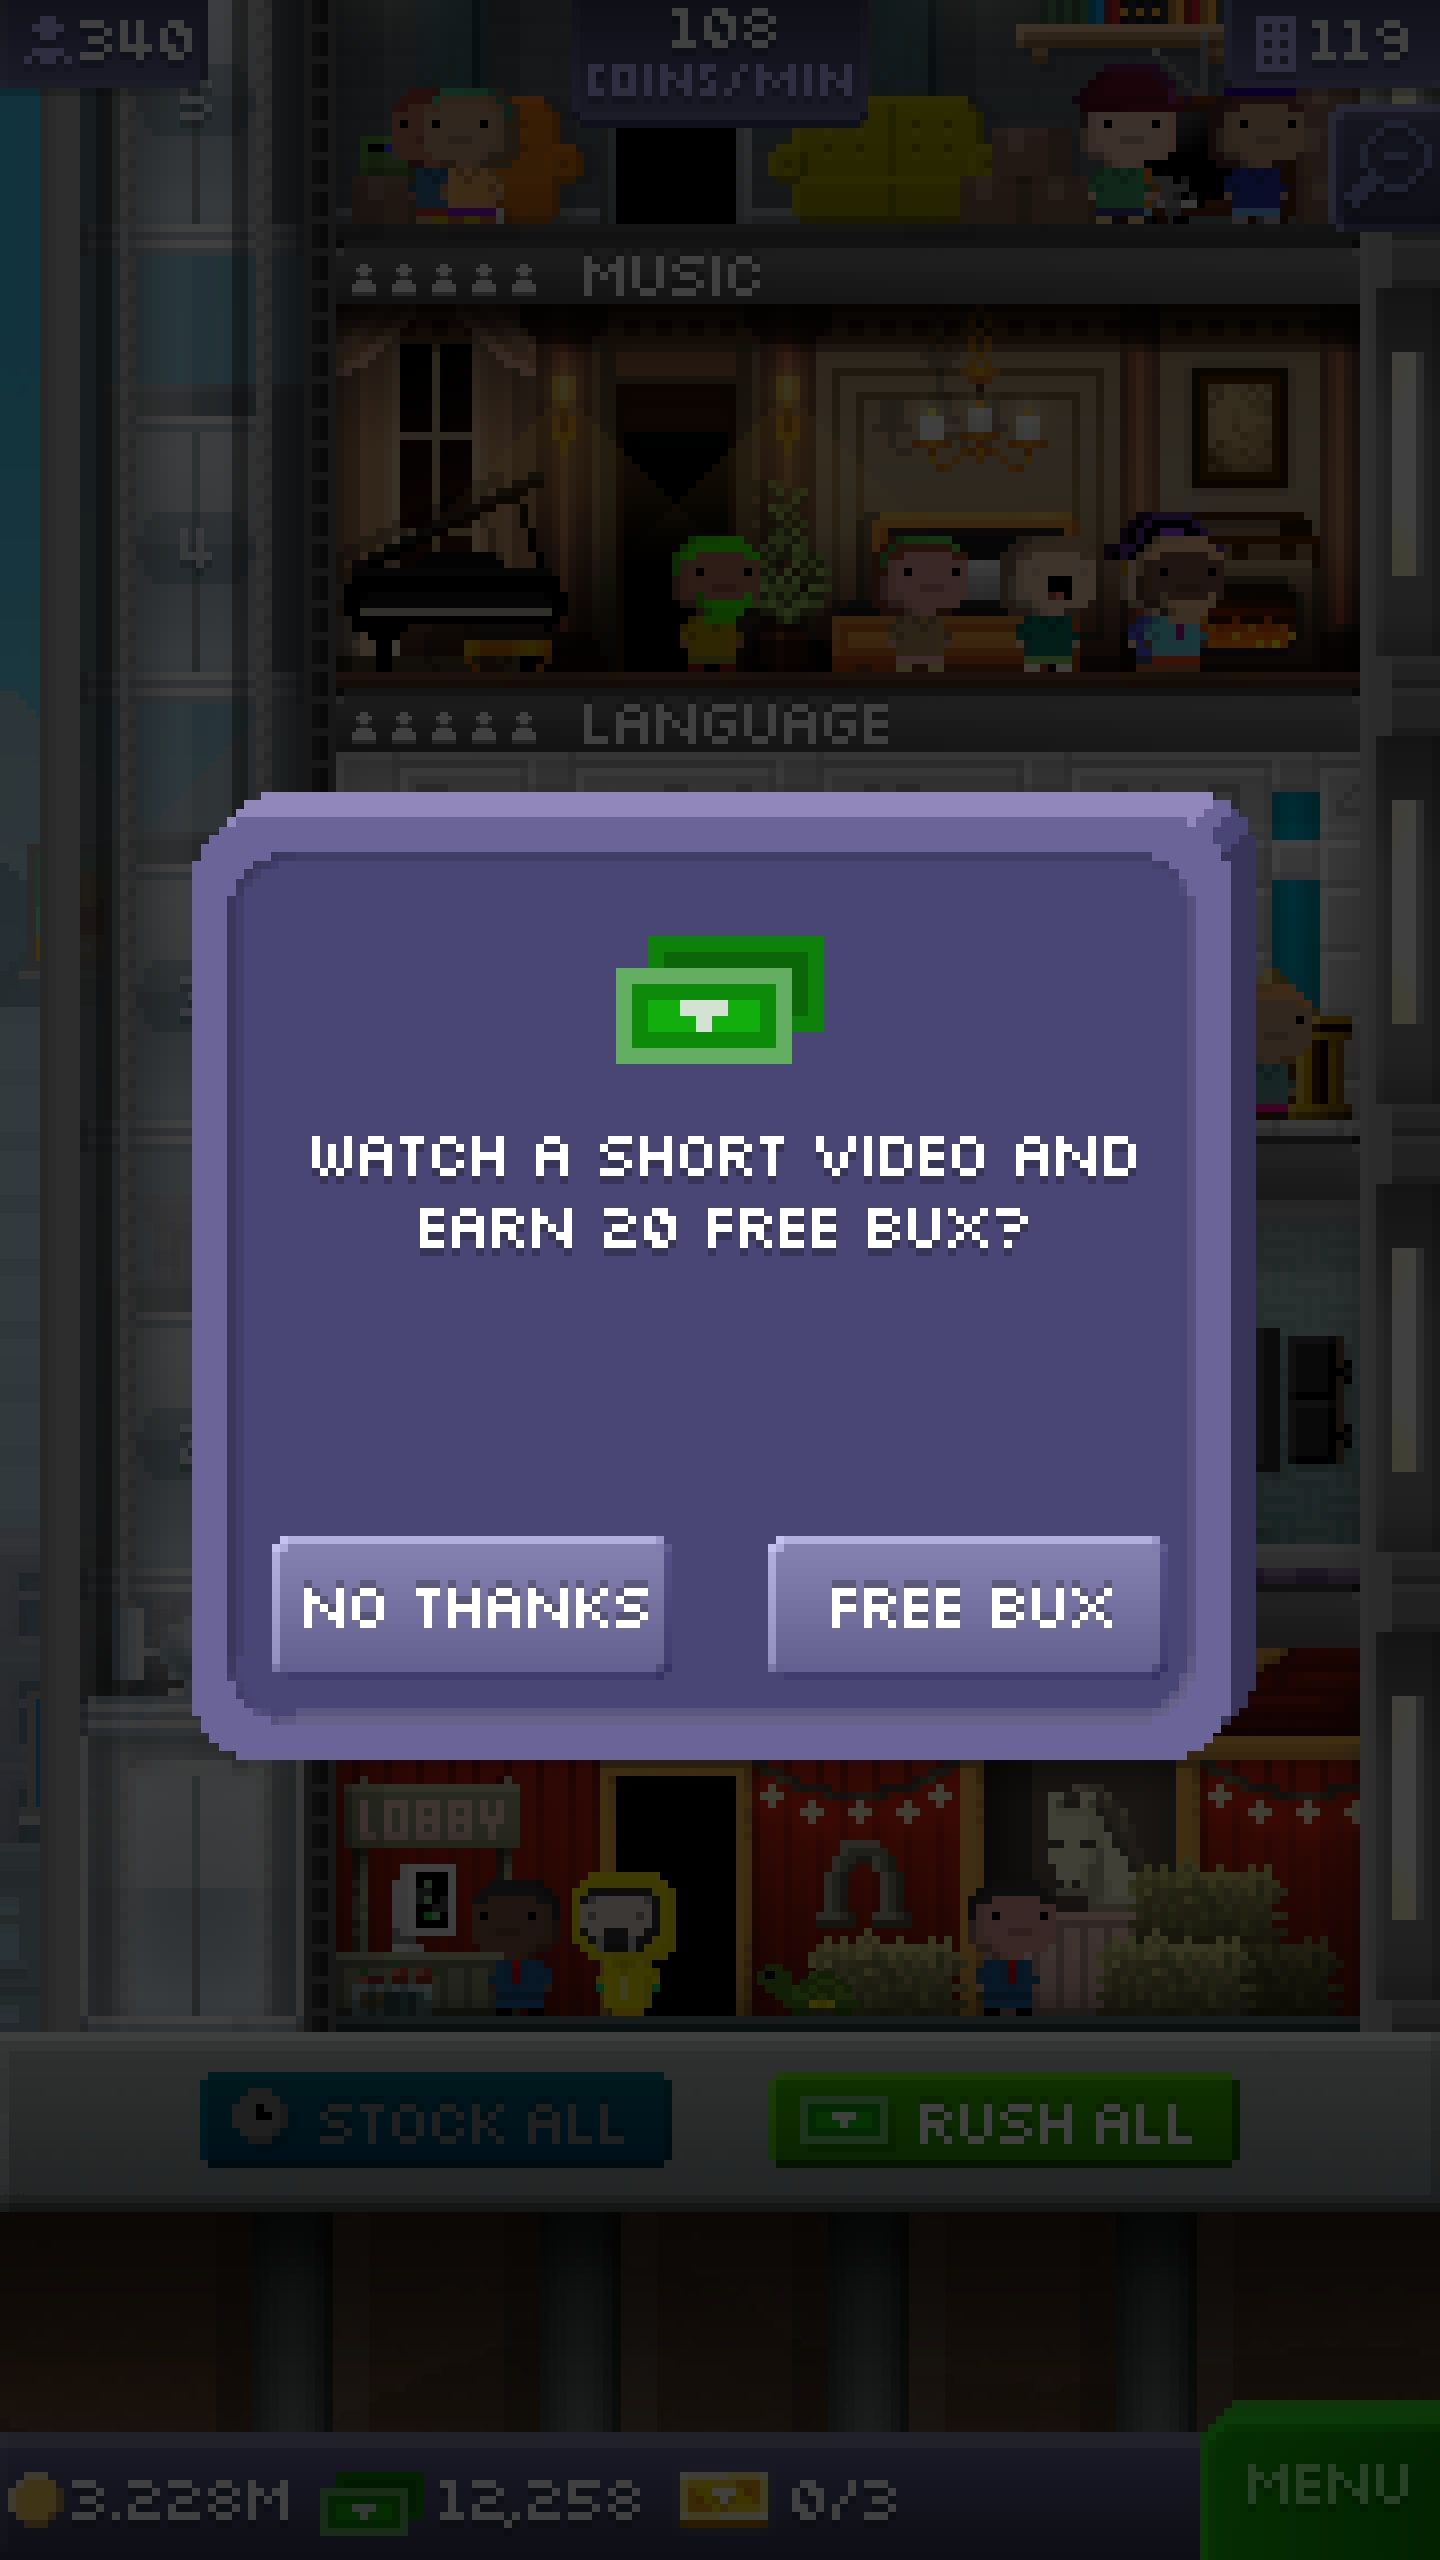 340
108
COINS/MIN
119
5
MUSIC
4
LANGUAGE
WATCH A SHORT VIDEO AND
EARN 20 FREE BUX?
NO THANKS
FREE BUX
LOBBY
STOCK ALL
RUSH ALL
3.228M
12,258
0/3
MENU